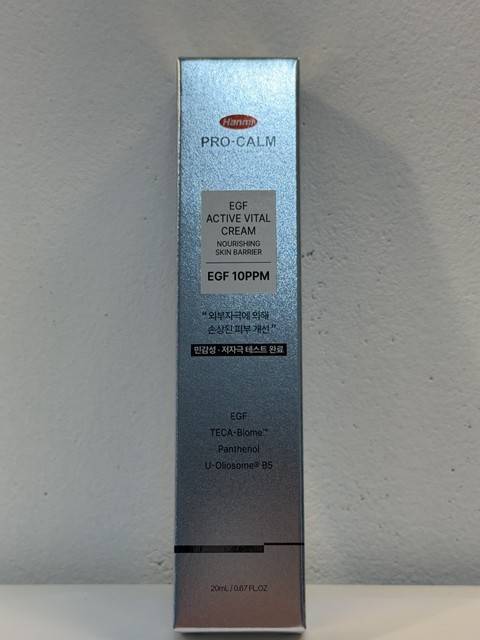 Hanmi
PRO-CALM
EGF
ACTIVE VITAL
CREAM
NOURISHING
SKIN BARRIER
EGF 10PPM
“외부자극에 의해
손상된 피부 개선”
민감성 · 저자극 테스트 완료
EGF
TECA-Biome™
Panthenol
U-Oliosome® B5
20mL / 0.67 FL.OZ